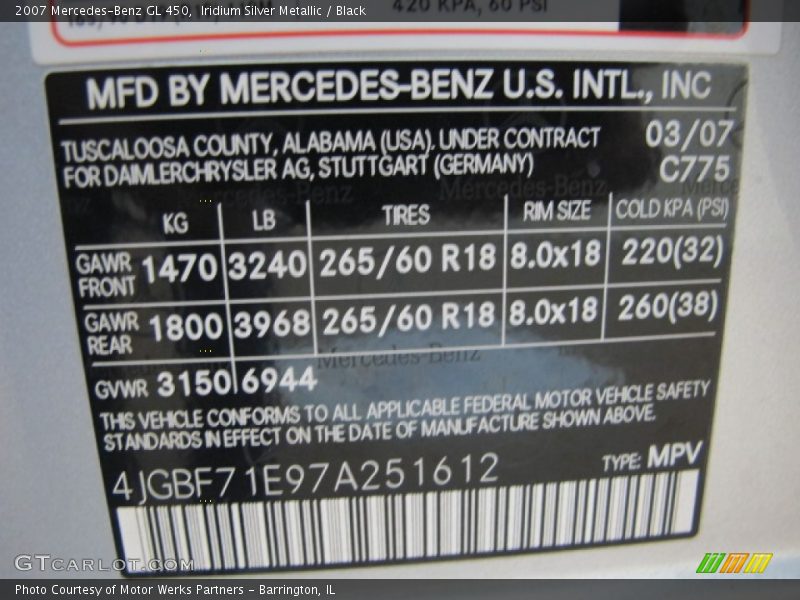 2007 Mercedes-Benz GL 450, Iridium Silver Metallic / Black
420 KPA, 60 PSI
MFD BY MERCEDES-BENZ U.S. INTL., INC
TUSCALOOSA COUNTY, ALABAMA (USA). UNDER CONTRACT 03/07
FOR DAIMLERCHRYSLER AG, STUTTGART (GERMANY) C775
KG LB TIRES RIM SIZE COLD KPA (PSI)
GAWR FRONT 1470 3240 265/60 R18 8.0x18 220(32)
GAWR REAR 1800 3968 265/60 R18 8.0x18 260(38)
Mercedes-Benz
GVWR 3150 6944
THIS VEHICLE CONFORMS TO ALL APPLICABLE FEDERAL MOTOR VEHICLE SAFETY
STANDARDS IN EFFECT ON THE DATE OF MANUFACTURE SHOWN ABOVE.
4JGBF71E97A251612 TYPE: MPV
GTCARLOT.COM
Photo Courtesy of Motor Werks Partners - Barrington, IL